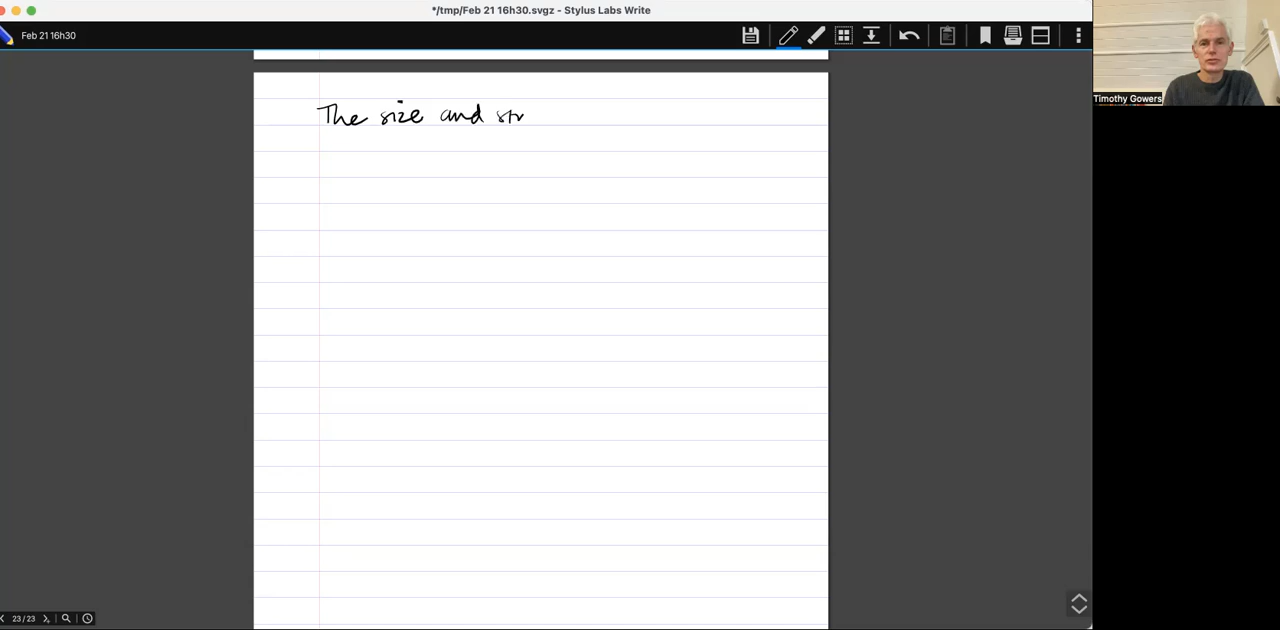 */tmp/Feb 21 16h30.svgz - Stylus Labs Write
Feb 21 16h30
Timothy Gowers
The size and str
23/23